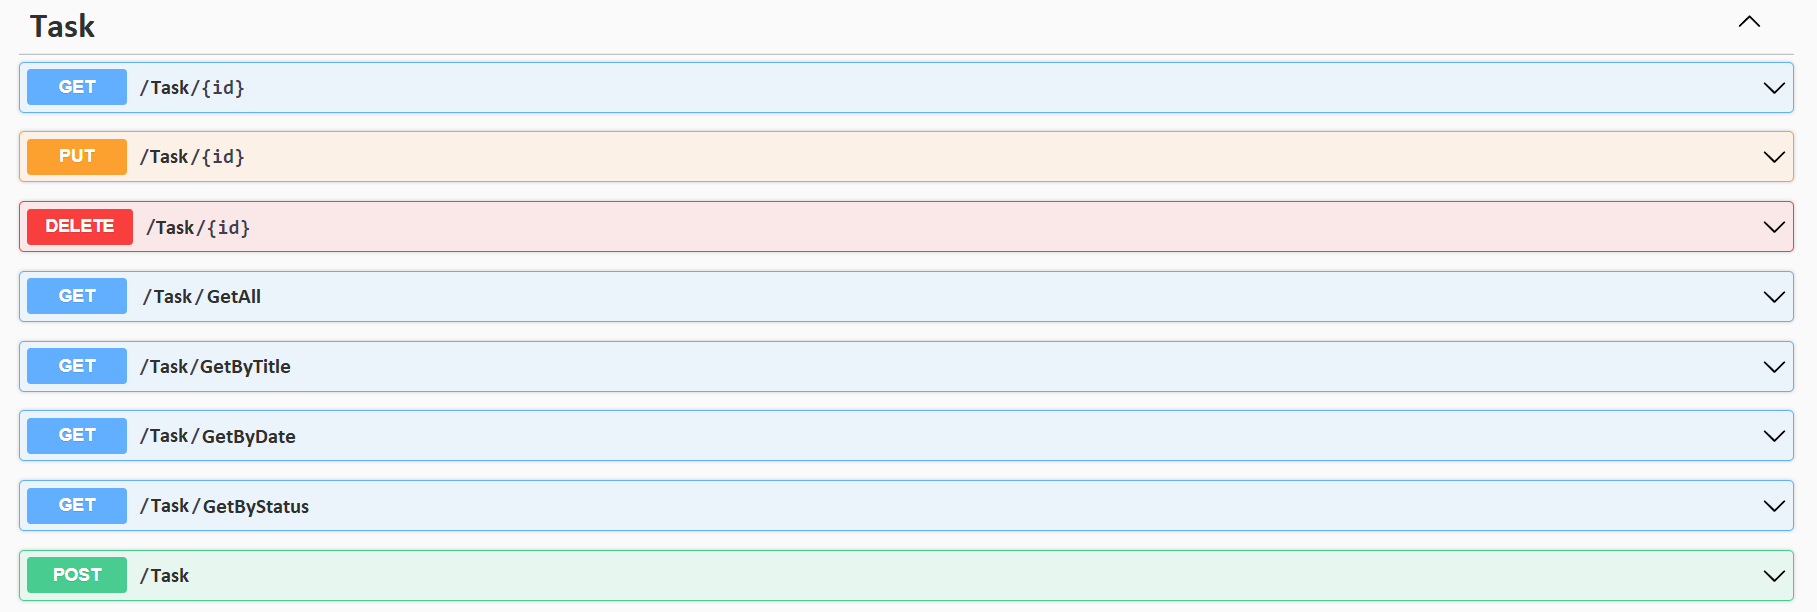 Task
GET /Task/{id}
PUT /Task/{id}
DELETE /Task/{id}
GET /Task/GetAll
GET /Task/GetByTitle
GET /Task/GetByDate
GET /Task/GetByStatus
POST /Task